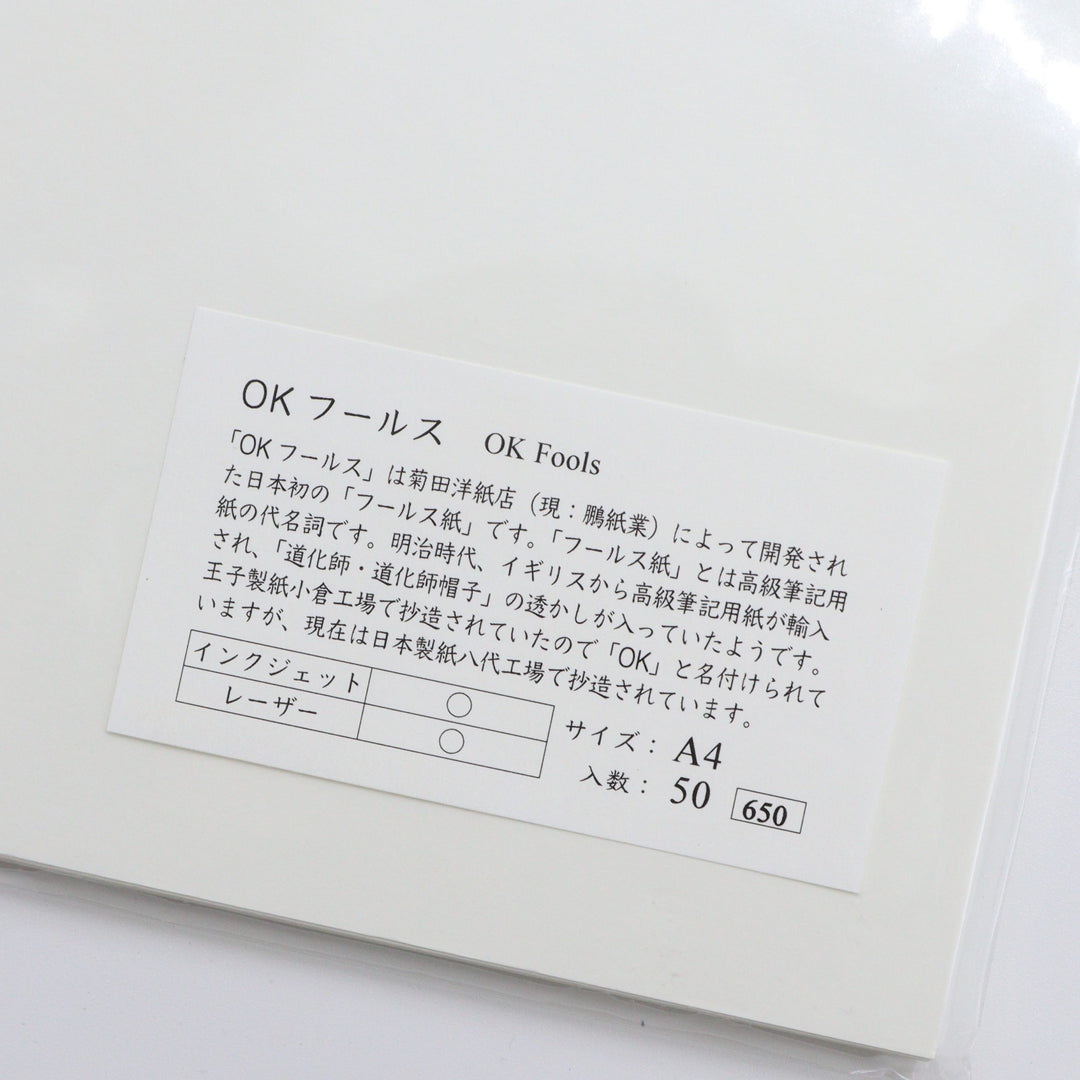 OK フールス OK Fools
「OK フールス」は菊田洋紙店（現：鵬紙業）によって開発され
た日本初の「フールス紙」です。「フールス紙」とは高級筆記用
紙の代名詞です。明治時代、イギリスから高級筆記用紙が輸入
され、「道化師・道化師帽子」の透かしが入っていたようです。
王子製紙小倉工場で抄造されていたので「OK」と名付けられて
いますが、現在は日本製紙八代工場で抄造されています。
インクジェット ○
レーザー ○
サイズ： A4
入数： 50 650